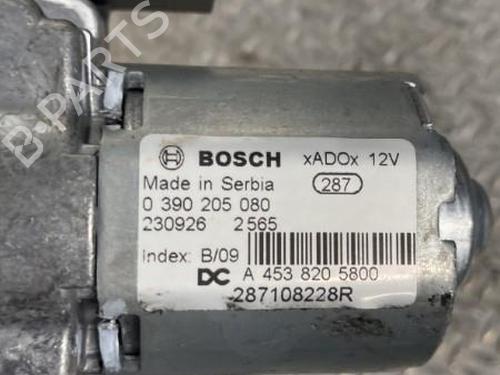 BOSCH xADOx 12V
Made in Serbia 287
0 390 205 080
230926 2565
Index: B/09
DC A 453 820 5800
287108228R